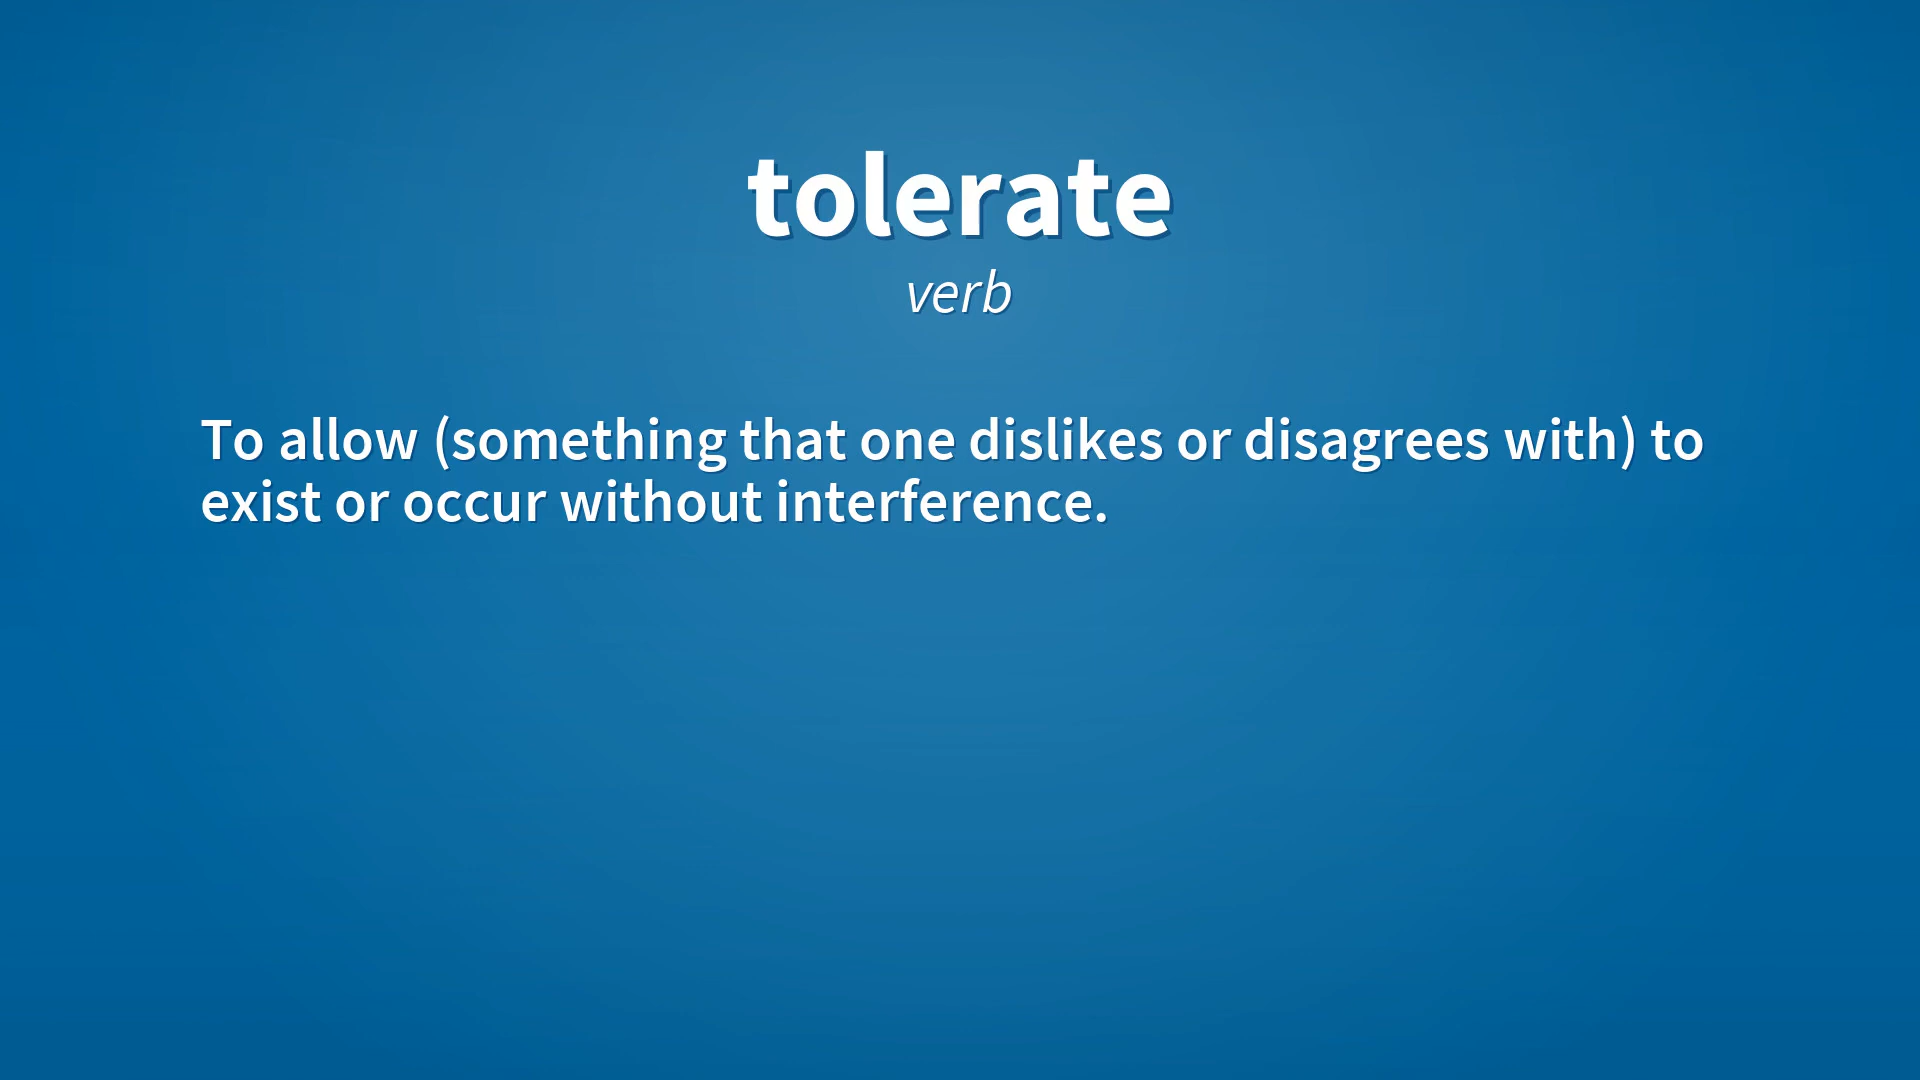 tolerate
verb
To allow (something that one dislikes or disagrees with) to
exist or occur without interference.